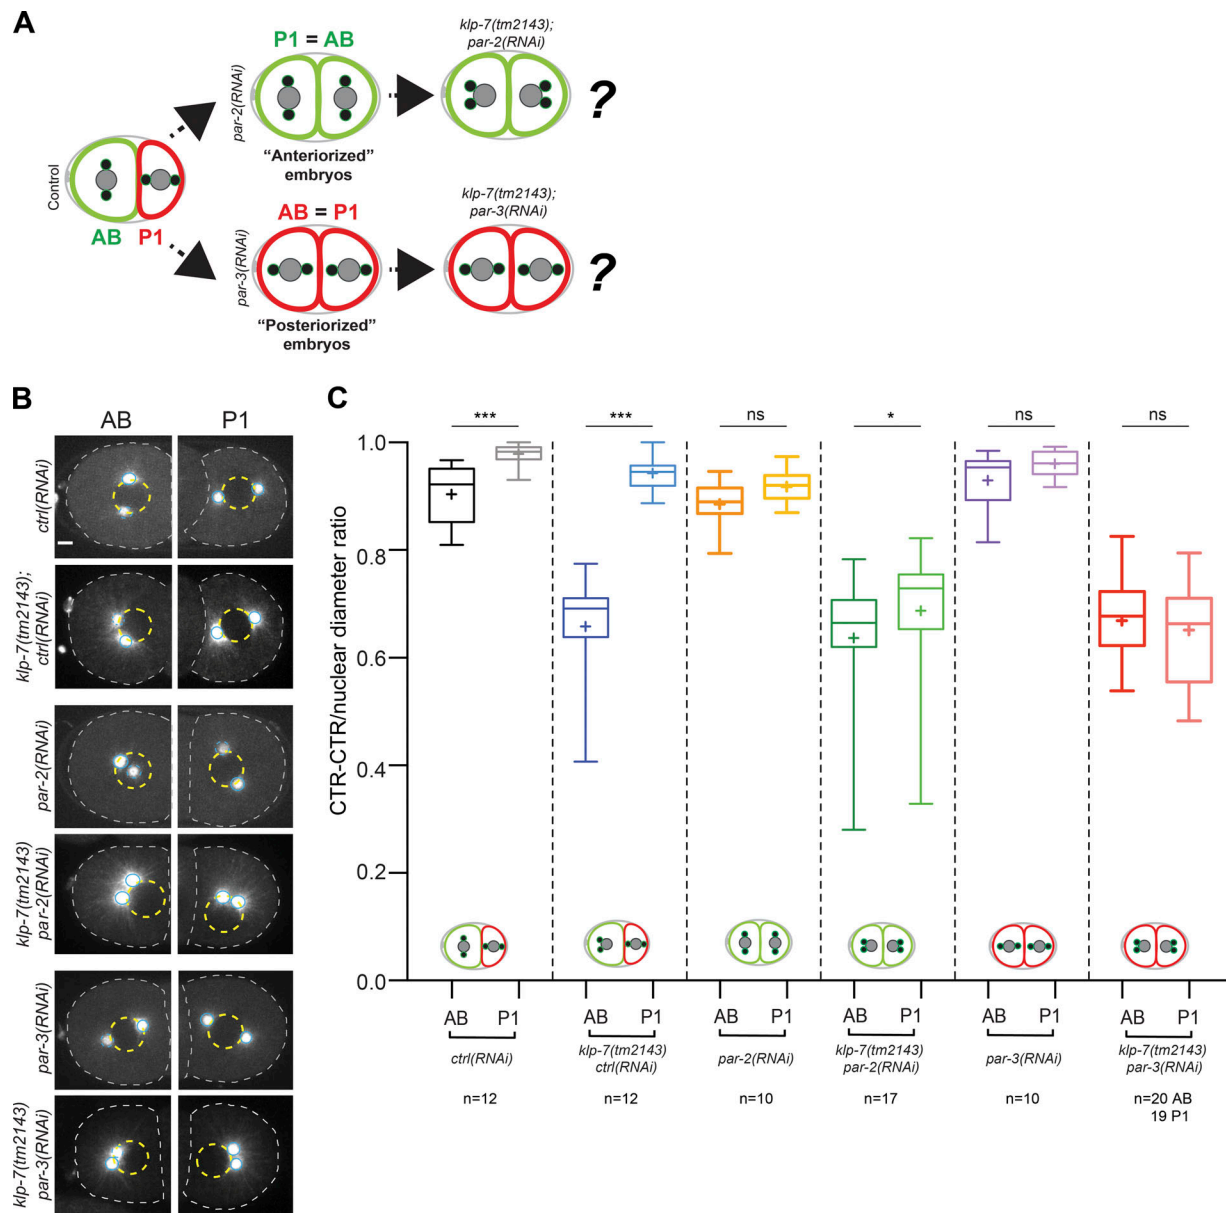 A
Control
AB P1
par-2(RNAi)
P1 = AB
"Anteriorized"
embryos
klp-7(tm2143);
par-2(RNAi)
?
par-3(RNAi)
AB = P1
"Posteriorized"
embryos
klp-7(tm2143);
par-3(RNAi)
?
B
AB P1
ctrl(RNAi)
klp-7(tm2143);
ctrl(RNAi)
par-2(RNAi)
klp-7(tm2143)
par-2(RNAi)
par-3(RNAi)
klp-7(tm2143)
par-3(RNAi)
C
CTR-CTR/nuclear diameter ratio
*** *** ns * ns ns
1.0
0.8
0.6
0.4
0.2
0.0
AB P1 AB P1 AB P1 AB P1 AB P1 AB P1
ctrl(RNAi)
klp-7(tm2143)
ctrl(RNAi)
par-2(RNAi)
klp-7(tm2143)
par-2(RNAi)
par-3(RNAi)
klp-7(tm2143)
par-3(RNAi)
n=12 n=12 n=10 n=17 n=10 n=20 AB
19 P1